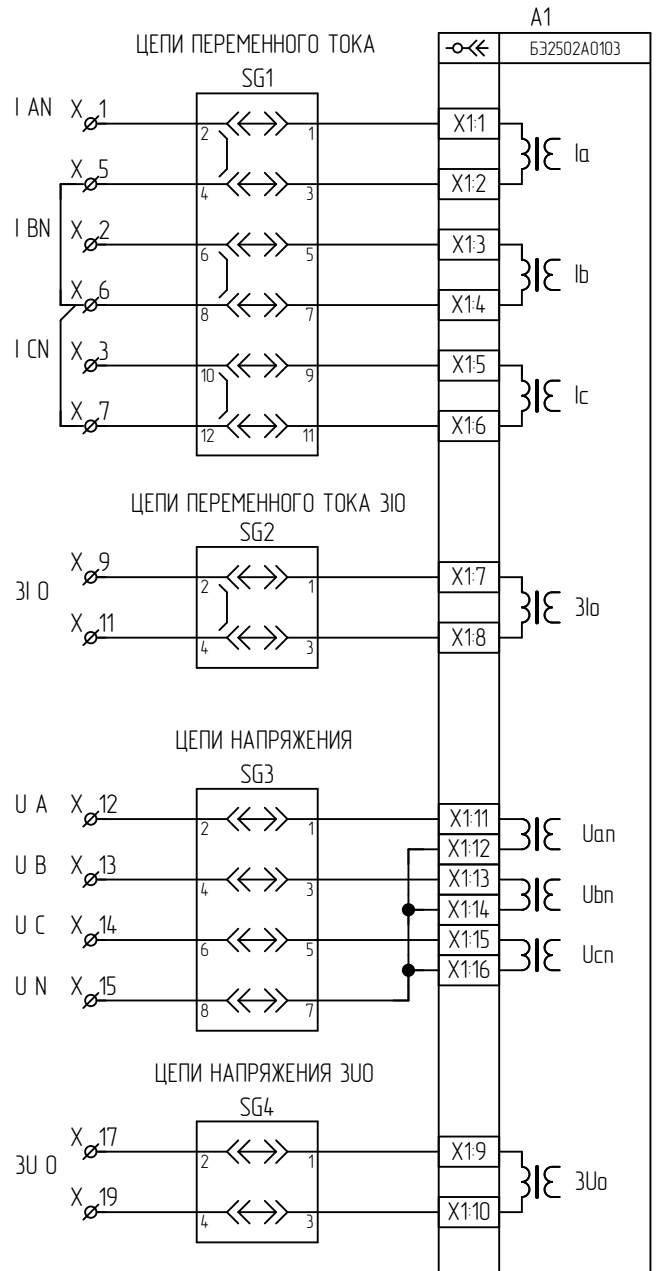 A1
БЭ2502А0103
ЦЕПИ ПЕРЕМЕННОГО ТОКА
SG1
I AN X 1 2 1 X1:1
Ia
X 5 4 3 X1:2
I BN X 2 6 5 X1:3
Ib
X 6 8 7 X1:4
I CN X 3 10 9 X1:5
Ic
X 7 12 11 X1:6
ЦЕПИ ПЕРЕМЕННОГО ТОКА 3I0
SG2
X 9 2 1 X1:7
3I 0 3Io
X 11 4 3 X1:8
ЦЕПИ НАПРЯЖЕНИЯ
SG3
U A X 12 2 1 X1:11
Uan
X1:12
U B X 13 4 3 X1:13
Ubn
X1:14
U C X 14 6 5 X1:15
Ucn
X1:16
U N X 15 8 7
ЦЕПИ НАПРЯЖЕНИЯ 3U0
SG4
X 17 2 1 X1:9
3U 0 3Uo
X 19 4 3 X1:10